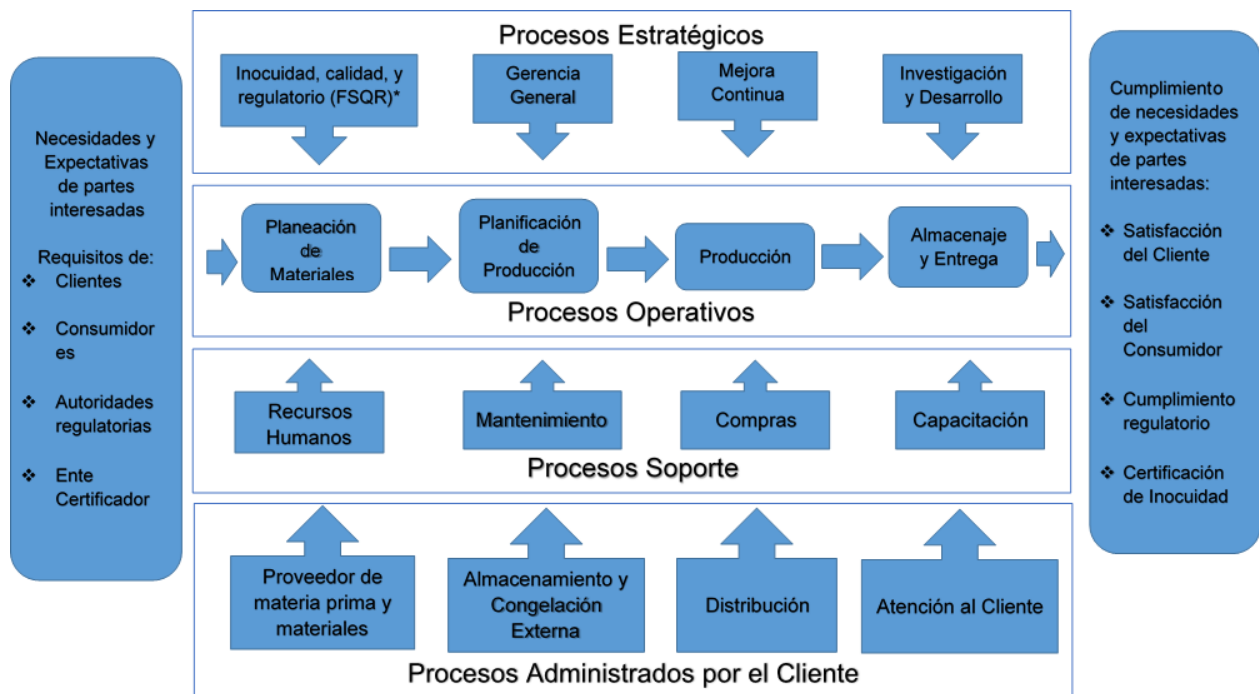 Necesidades y
Expectativas
de partes
interesadas
Requisitos de:
❖ Clientes
❖ Consumidor
es
❖ Autoridades
regulatorias
❖ Ente
Certificador
Procesos Estratégicos
Inocuidad, calidad, y
regulatorio (FSQR)*
Gerencia
General
Mejora
Continua
Investigación
y Desarrollo
Planeación
de
Materiales
Planificación
de
Producción
Producción
Almacenaje
y Entrega
Procesos Operativos
Recursos
Humanos
Mantenimiento
Compras
Capacitación
Procesos Soporte
Proveedor de
materia prima y
materiales
Almacenamiento y
Congelación
Externa
Distribución
Atención al Cliente
Procesos Administrados por el Cliente
Cumplimiento
de necesidades
y expectativas
de partes
interesadas:
❖ Satisfacción
del Cliente
❖ Satisfacción
del
Consumidor
❖ Cumplimiento
regulatorio
❖ Certificación
de Inocuidad